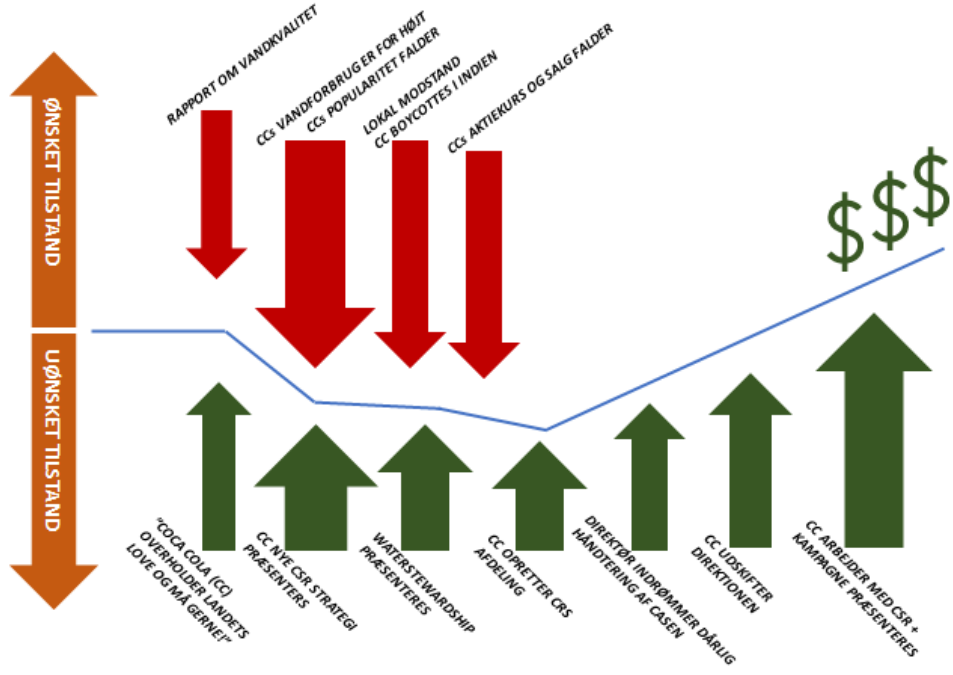 ØNSKET TILSTAND
UØNSKET TILSTAND
RAPPORT OM VANDKVALITET
CCs VANDFORBRUG ER FOR HØJT
CCs POPULARITET FALDER
LOKAL MODSTAND
CC BOYCOTTES I INDIEN
CCs AKTIEKURS OG SALG FALDER
$ $ $
"COCA COLA (CC)
OVERHOLDER LANDETS
LOVE OG MÅ GERNE!"
CC NYE CSR STRATEGI
PRÆSENTERS
WATERSTEWARDSHIP
PRÆSENTERES
CC OPRETTER CRS
AFDELING
DIREKTØR INDRØMMER DÅRLIG
HÅNDTERING AF CASEN
CC UDSKIFTER
DIREKTIONEN
CC ARBEJDER MED CSR +
KAMPAGNE PRÆSENTERES